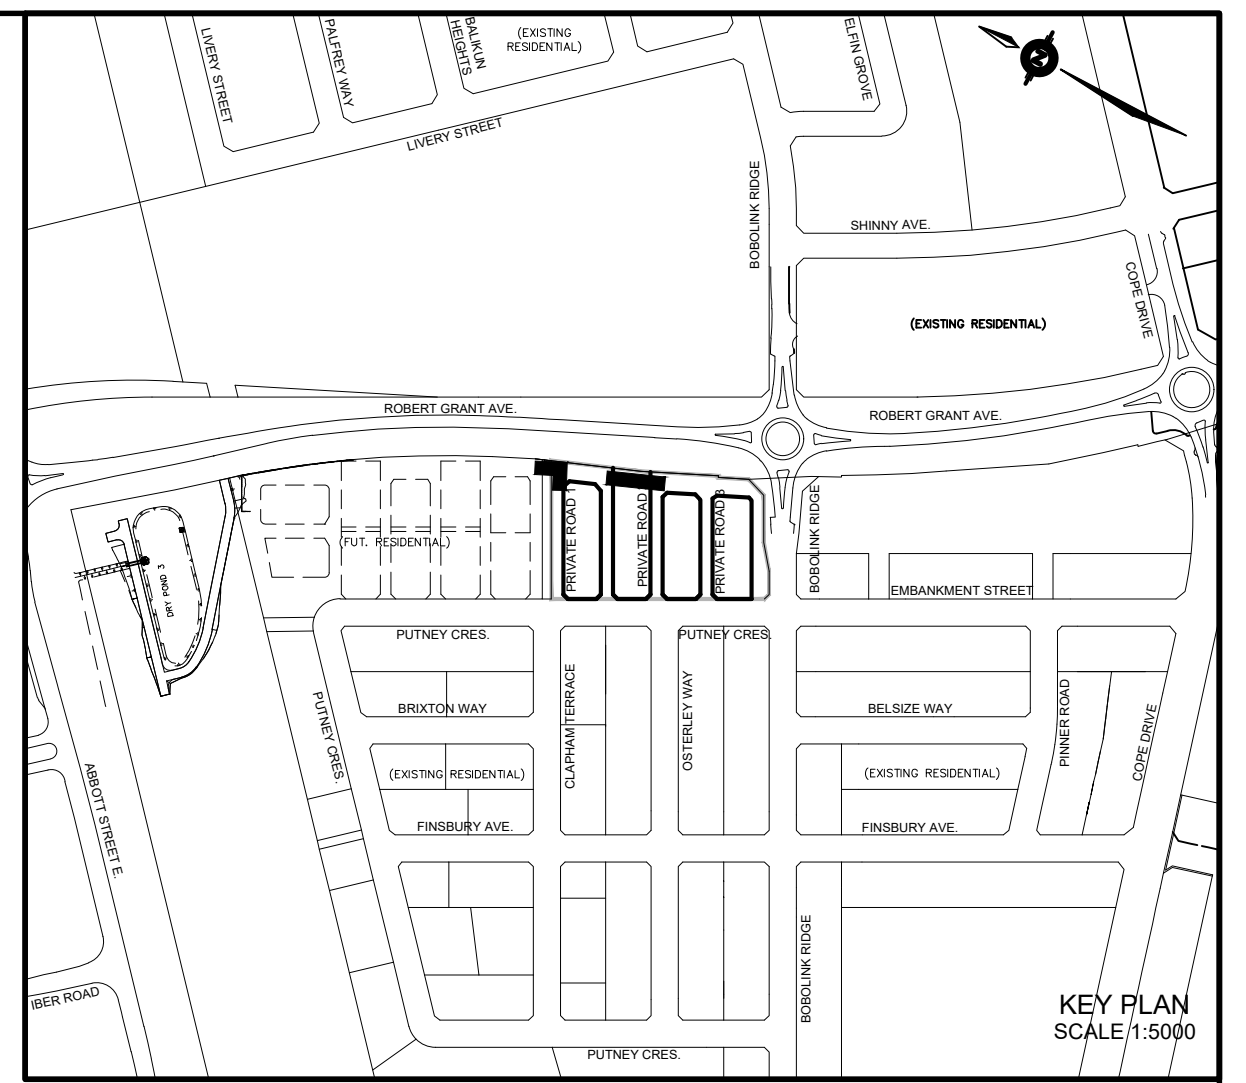 LIVERY STREET
PALFREY WAY
BALIKUN
HEIGHTS
(EXISTING
RESIDENTIAL)
ELFIN GROVE
N
LIVERY STREET
BOBOLINK RIDGE
SHINNY AVE.
COPE DRIVE
(EXISTING RESIDENTIAL)
ROBERT GRANT AVE.
ROBERT GRANT AVE.
PRIVATE ROAD 1
PRIVATE ROAD
PRIVATE ROAD 3
BOBOLINK RIDGE
(FUT. RESIDENTIAL)
DRY POND 3
EMBANKMENT STREET
PUTNEY CRES.
PUTNEY CRES.
PUTNEY CRES.
BRIXTON WAY
CLAPHAM TERRACE
OSTERLEY WAY
BELSIZE WAY
PINNER ROAD
COPE DRIVE
ABBOTT STREET E.
(EXISTING RESIDENTIAL)
(EXISTING RESIDENTIAL)
FINSBURY AVE.
FINSBURY AVE.
BOBOLINK RIDGE
IBER ROAD
PUTNEY CRES.
KEY PLAN
SCALE 1:5000